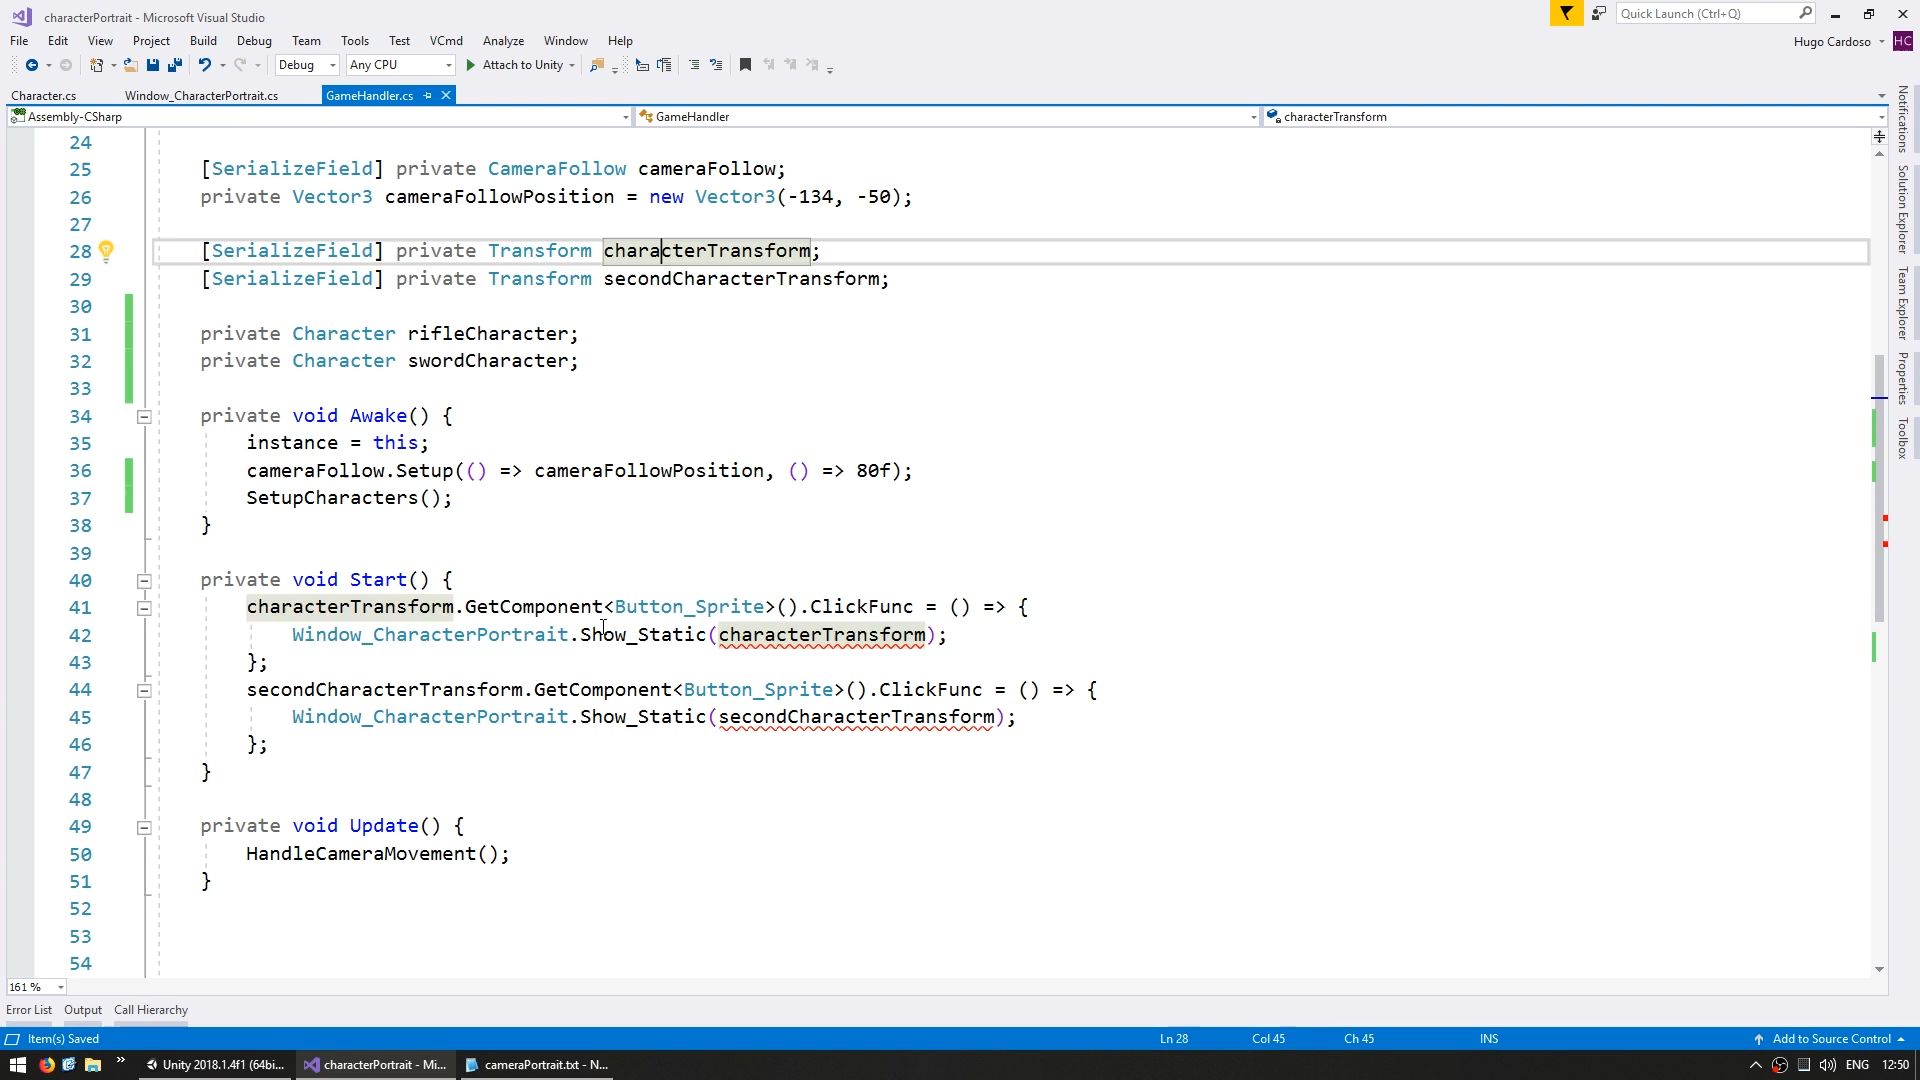 characterPortrait - Microsoft Visual Studio
Quick Launch (Ctrl+Q)
File Edit View Project Build Debug Team Tools Test VCmd Analyze Window Help
Hugo Cardoso HC
Debug Any CPU Attach to Unity
Character.cs Window_CharacterPortrait.cs GameHandler.cs
Assembly-CSharp GameHandler characterTransform
24
25 [SerializeField] private CameraFollow cameraFollow;
26 private Vector3 cameraFollowPosition = new Vector3(-134, -50);
27
28 [SerializeField] private Transform characterTransform;
29 [SerializeField] private Transform secondCharacterTransform;
30
31 private Character rifleCharacter;
32 private Character swordCharacter;
33
34 private void Awake() {
35 instance = this;
36 cameraFollow.Setup(() => cameraFollowPosition, () => 80f);
37 SetupCharacters();
38 }
39
40 private void Start() {
41 characterTransform.GetComponent<Button_Sprite>().ClickFunc = () => {
42 Window_CharacterPortrait.Show_Static(characterTransform);
43 };
44 secondCharacterTransform.GetComponent<Button_Sprite>().ClickFunc = () => {
45 Window_CharacterPortrait.Show_Static(secondCharacterTransform);
46 };
47 }
48
49 private void Update() {
50 HandleCameraMovement();
51 }
52
53
54
Notifications
Solution Explorer
Team Explorer
Properties
Toolbox
161 %
Error List Output Call Hierarchy
Item(s) Saved Ln 28 Col 45 Ch 45 INS Add to Source Control
Unity 2018.1.4f1 (64bi... characterPortrait - Mi... cameraPortrait.txt - N... ENG 12:50